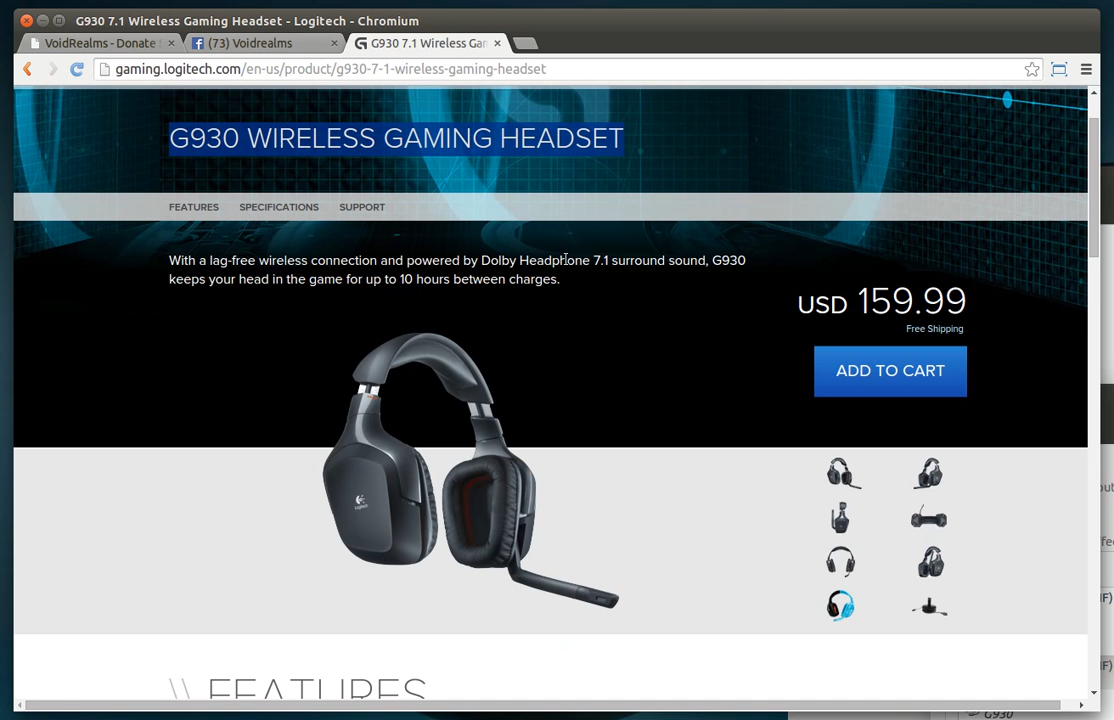 G930 7.1 Wireless Gaming Headset - Logitech - Chromium
VoidRealms - Donate
(73) Voidrealms
G930 7.1 Wireless Gam
gaming.logitech.com/en-us/product/g930-7-1-wireless-gaming-headset
G930 WIRELESS GAMING HEADSET
FEATURES SPECIFICATIONS SUPPORT
With a lag-free wireless connection and powered by Dolby Headphone 7.1 surround sound, G930
keeps your head in the game for up to 10 hours between charges.
USD 159.99
Free Shipping
ADD TO CART
Logitech
\\ FEATURES
G930